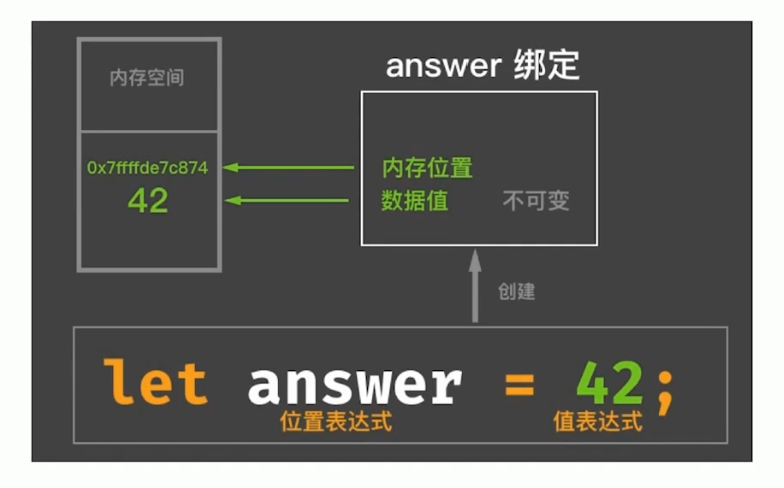 内存空间
0x7ffffde7c874
42
answer 绑定
内存位置
数据值 不可变
创建
let answer = 42;
位置表达式 值表达式